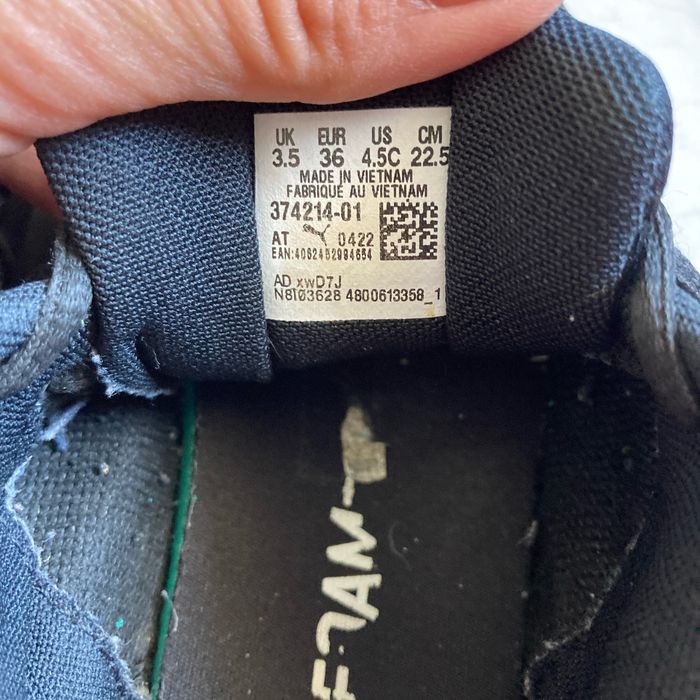 UK EUR US CM
3.5 36 4.5C 22.5
MADE IN VIETNAM
FABRIQUÉ AU VIETNAM
374214-01
AT 0422
EAN:4062452994654
AD xwD7J
N8103628 4800613358_1